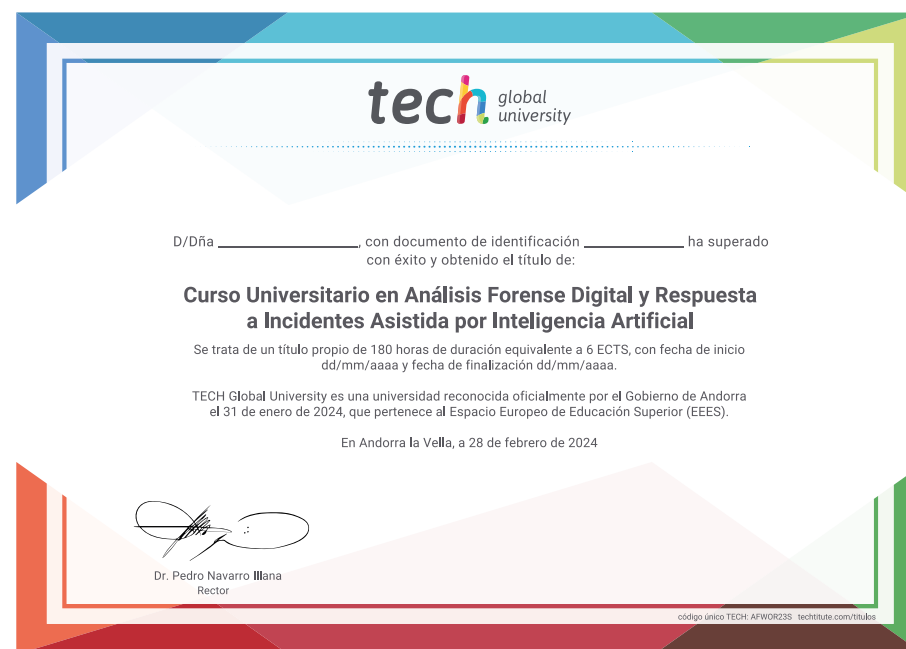 tech global university
D/Dña ____________________, con documento de identificación ______________ ha superado
con éxito y obtenido el título de:
Curso Universitario en Análisis Forense Digital y Respuesta
a Incidentes Asistida por Inteligencia Artificial
Se trata de un título propio de 180 horas de duración equivalente a 6 ECTS, con fecha de inicio
dd/mm/aaaa y fecha de finalización dd/mm/aaaa.
TECH Global University es una universidad reconocida oficialmente por el Gobierno de Andorra
el 31 de enero de 2024, que pertenece al Espacio Europeo de Educación Superior (EEES).
En Andorra la Vella, a 28 de febrero de 2024
Dr. Pedro Navarro Illana
Rector
código único TECH: AFWOR23S techtitute.com/titulos